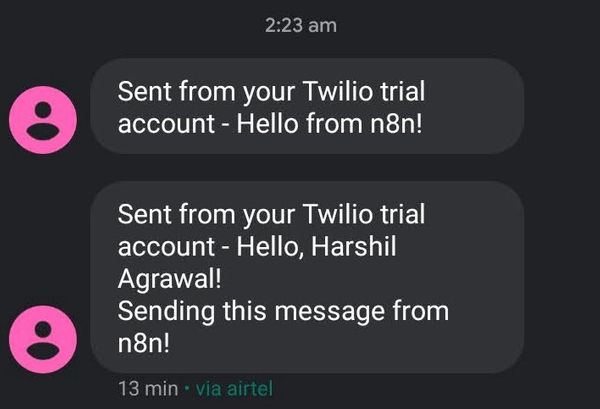 2:23 am
Sent from your Twilio trial
account - Hello from n8n!
Sent from your Twilio trial
account - Hello, Harshil
Agrawal!
Sending this message from
n8n!
13 min • via airtel